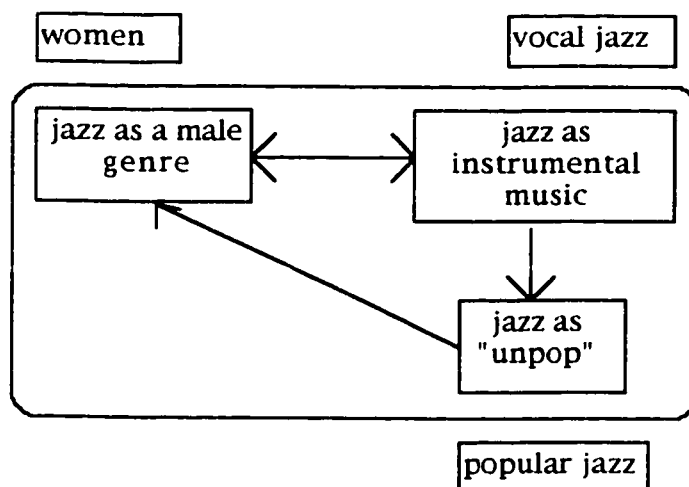 women
vocal jazz
jazz as a male
genre
jazz as
instrumental
music
jazz as
"unpop"
popular jazz